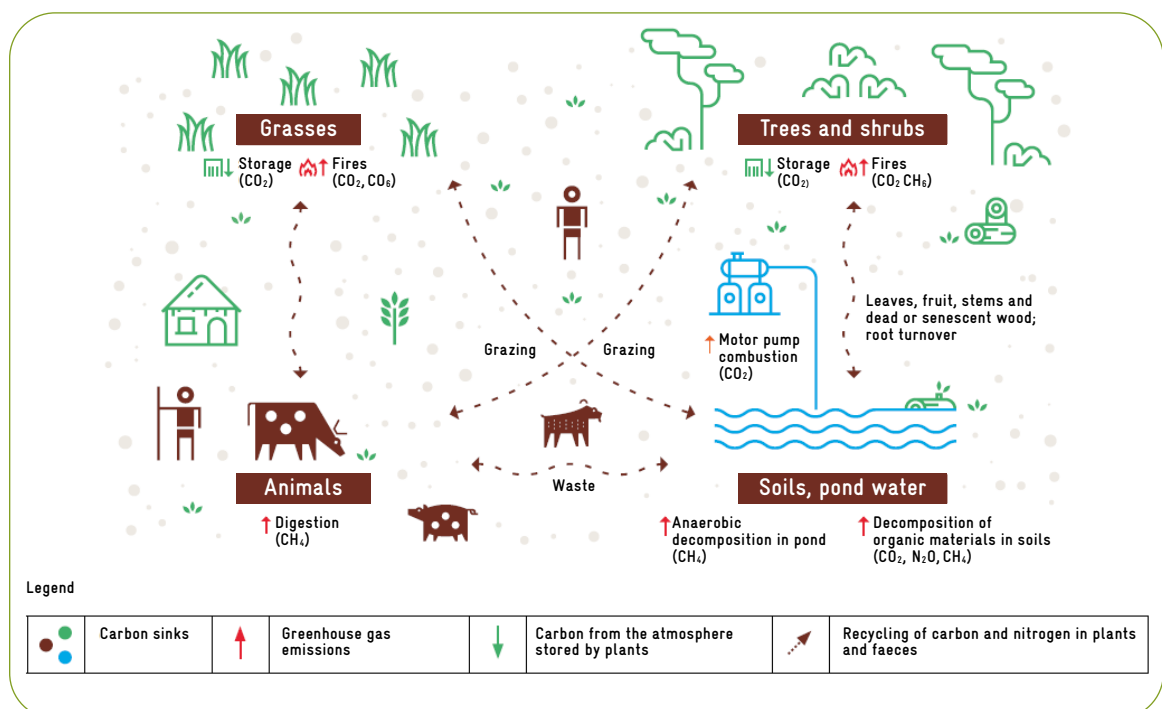 Grasses
Storage
(CO₂)
Fires
(CO₂, CO₆)
Trees and shrubs
Storage
(CO₂)
Fires
(CO₂ CH₆)
Leaves, fruit, stems and
dead or senescent wood;
root turnover
Grazing
Grazing
Motor pump
combustion
(CO₂)
Waste
Animals
Digestion
(CH₄)
Soils, pond water
Anaerobic
decomposition in pond
(CH₄)
Decomposition of
organic materials in soils
(CO₂, N₂O, CH₄)
Legend
Carbon sinks
Greenhouse gas
emissions
Carbon from the atmosphere
stored by plants
Recycling of carbon and nitrogen in plants
and faeces